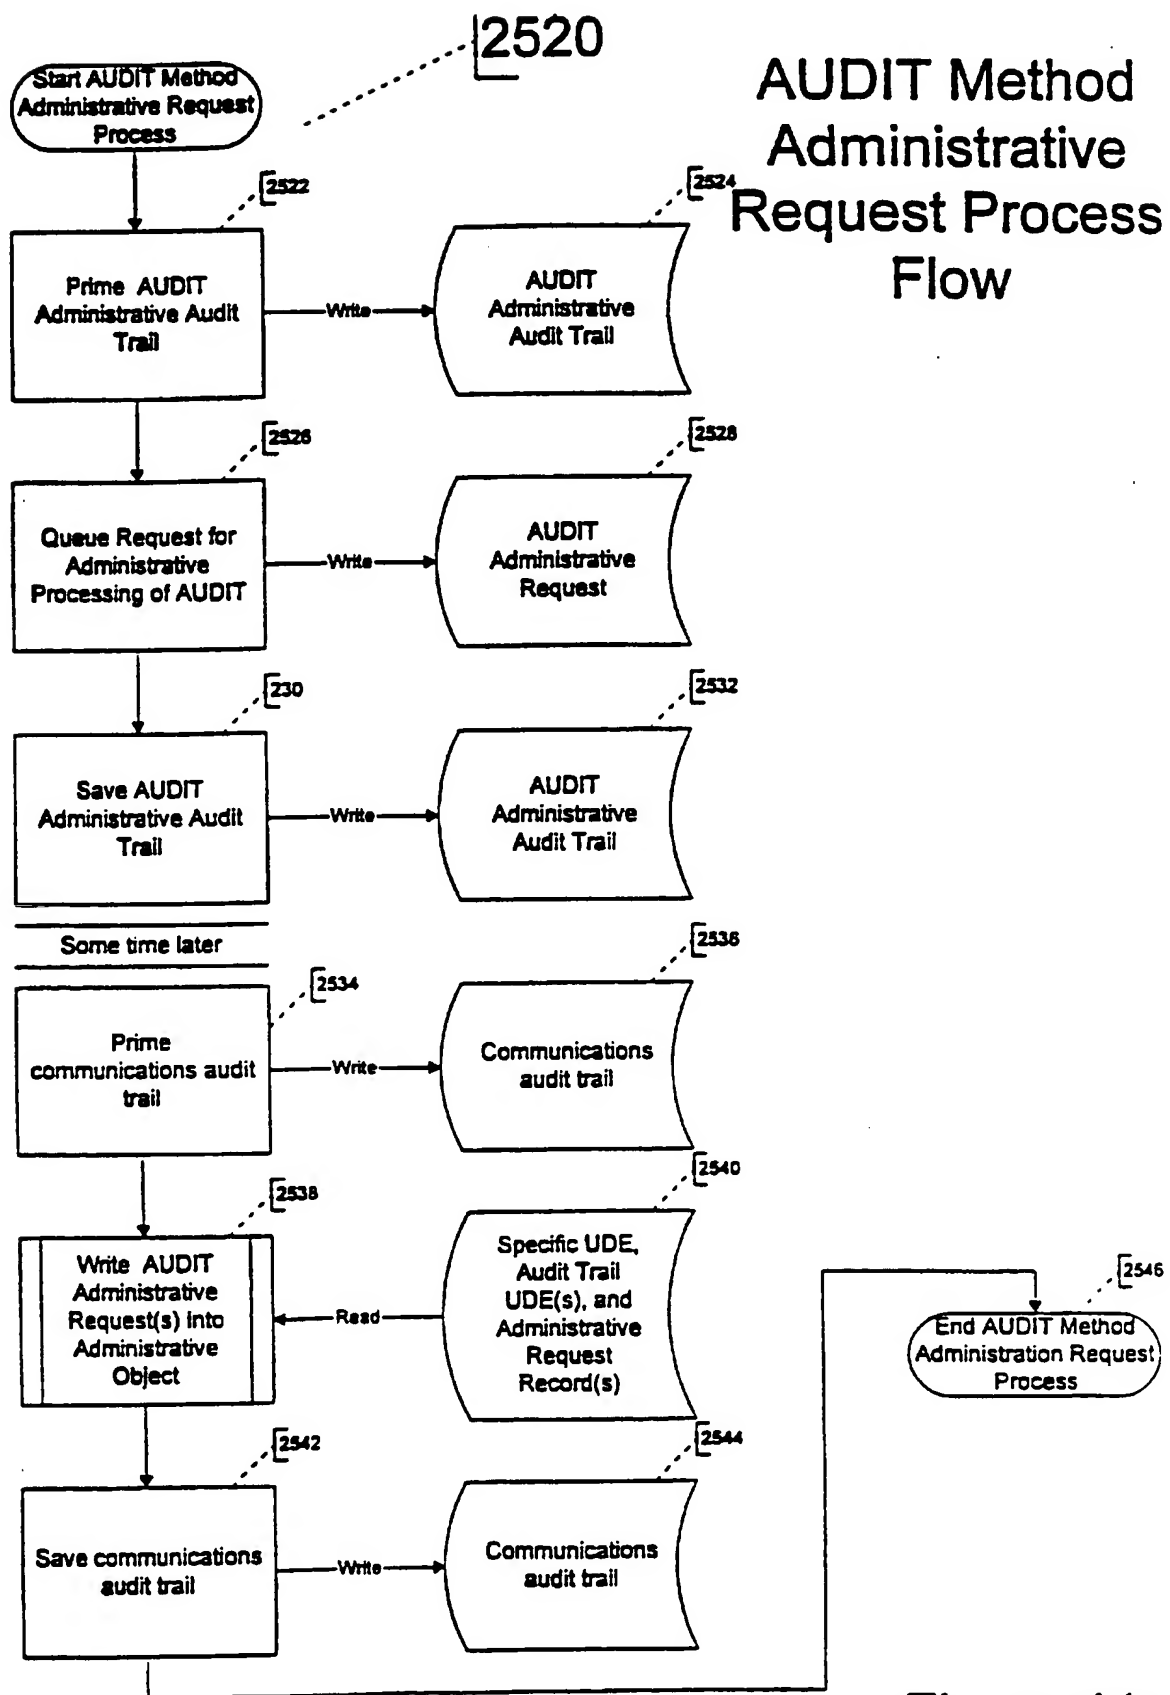 2520
AUDIT Method
Administrative
Request Process
Flow
Start AUDIT Method
Administrative Request
Process
2522
2524
Prime AUDIT
Administrative Audit
Trail
Write
AUDIT
Administrative
Audit Trail
2526
2528
Queue Request for
Administrative
Processing of AUDIT
Write
AUDIT
Administrative
Request
230
2532
Save AUDIT
Administrative Audit
Trail
Write
AUDIT
Administrative
Audit Trail
Some time later
2534
2536
Prime
communications audit
trail
Write
Communications
audit trail
2538
2540
Write AUDIT
Administrative
Request(s) into
Administrative
Object
Read
Specific UDE,
Audit Trail
UDE(s), and
Administrative
Request
Record(s)
2546
End AUDIT Method
Administration Request
Process
2542
2544
Save communications
audit trail
Write
Communications
audit trail